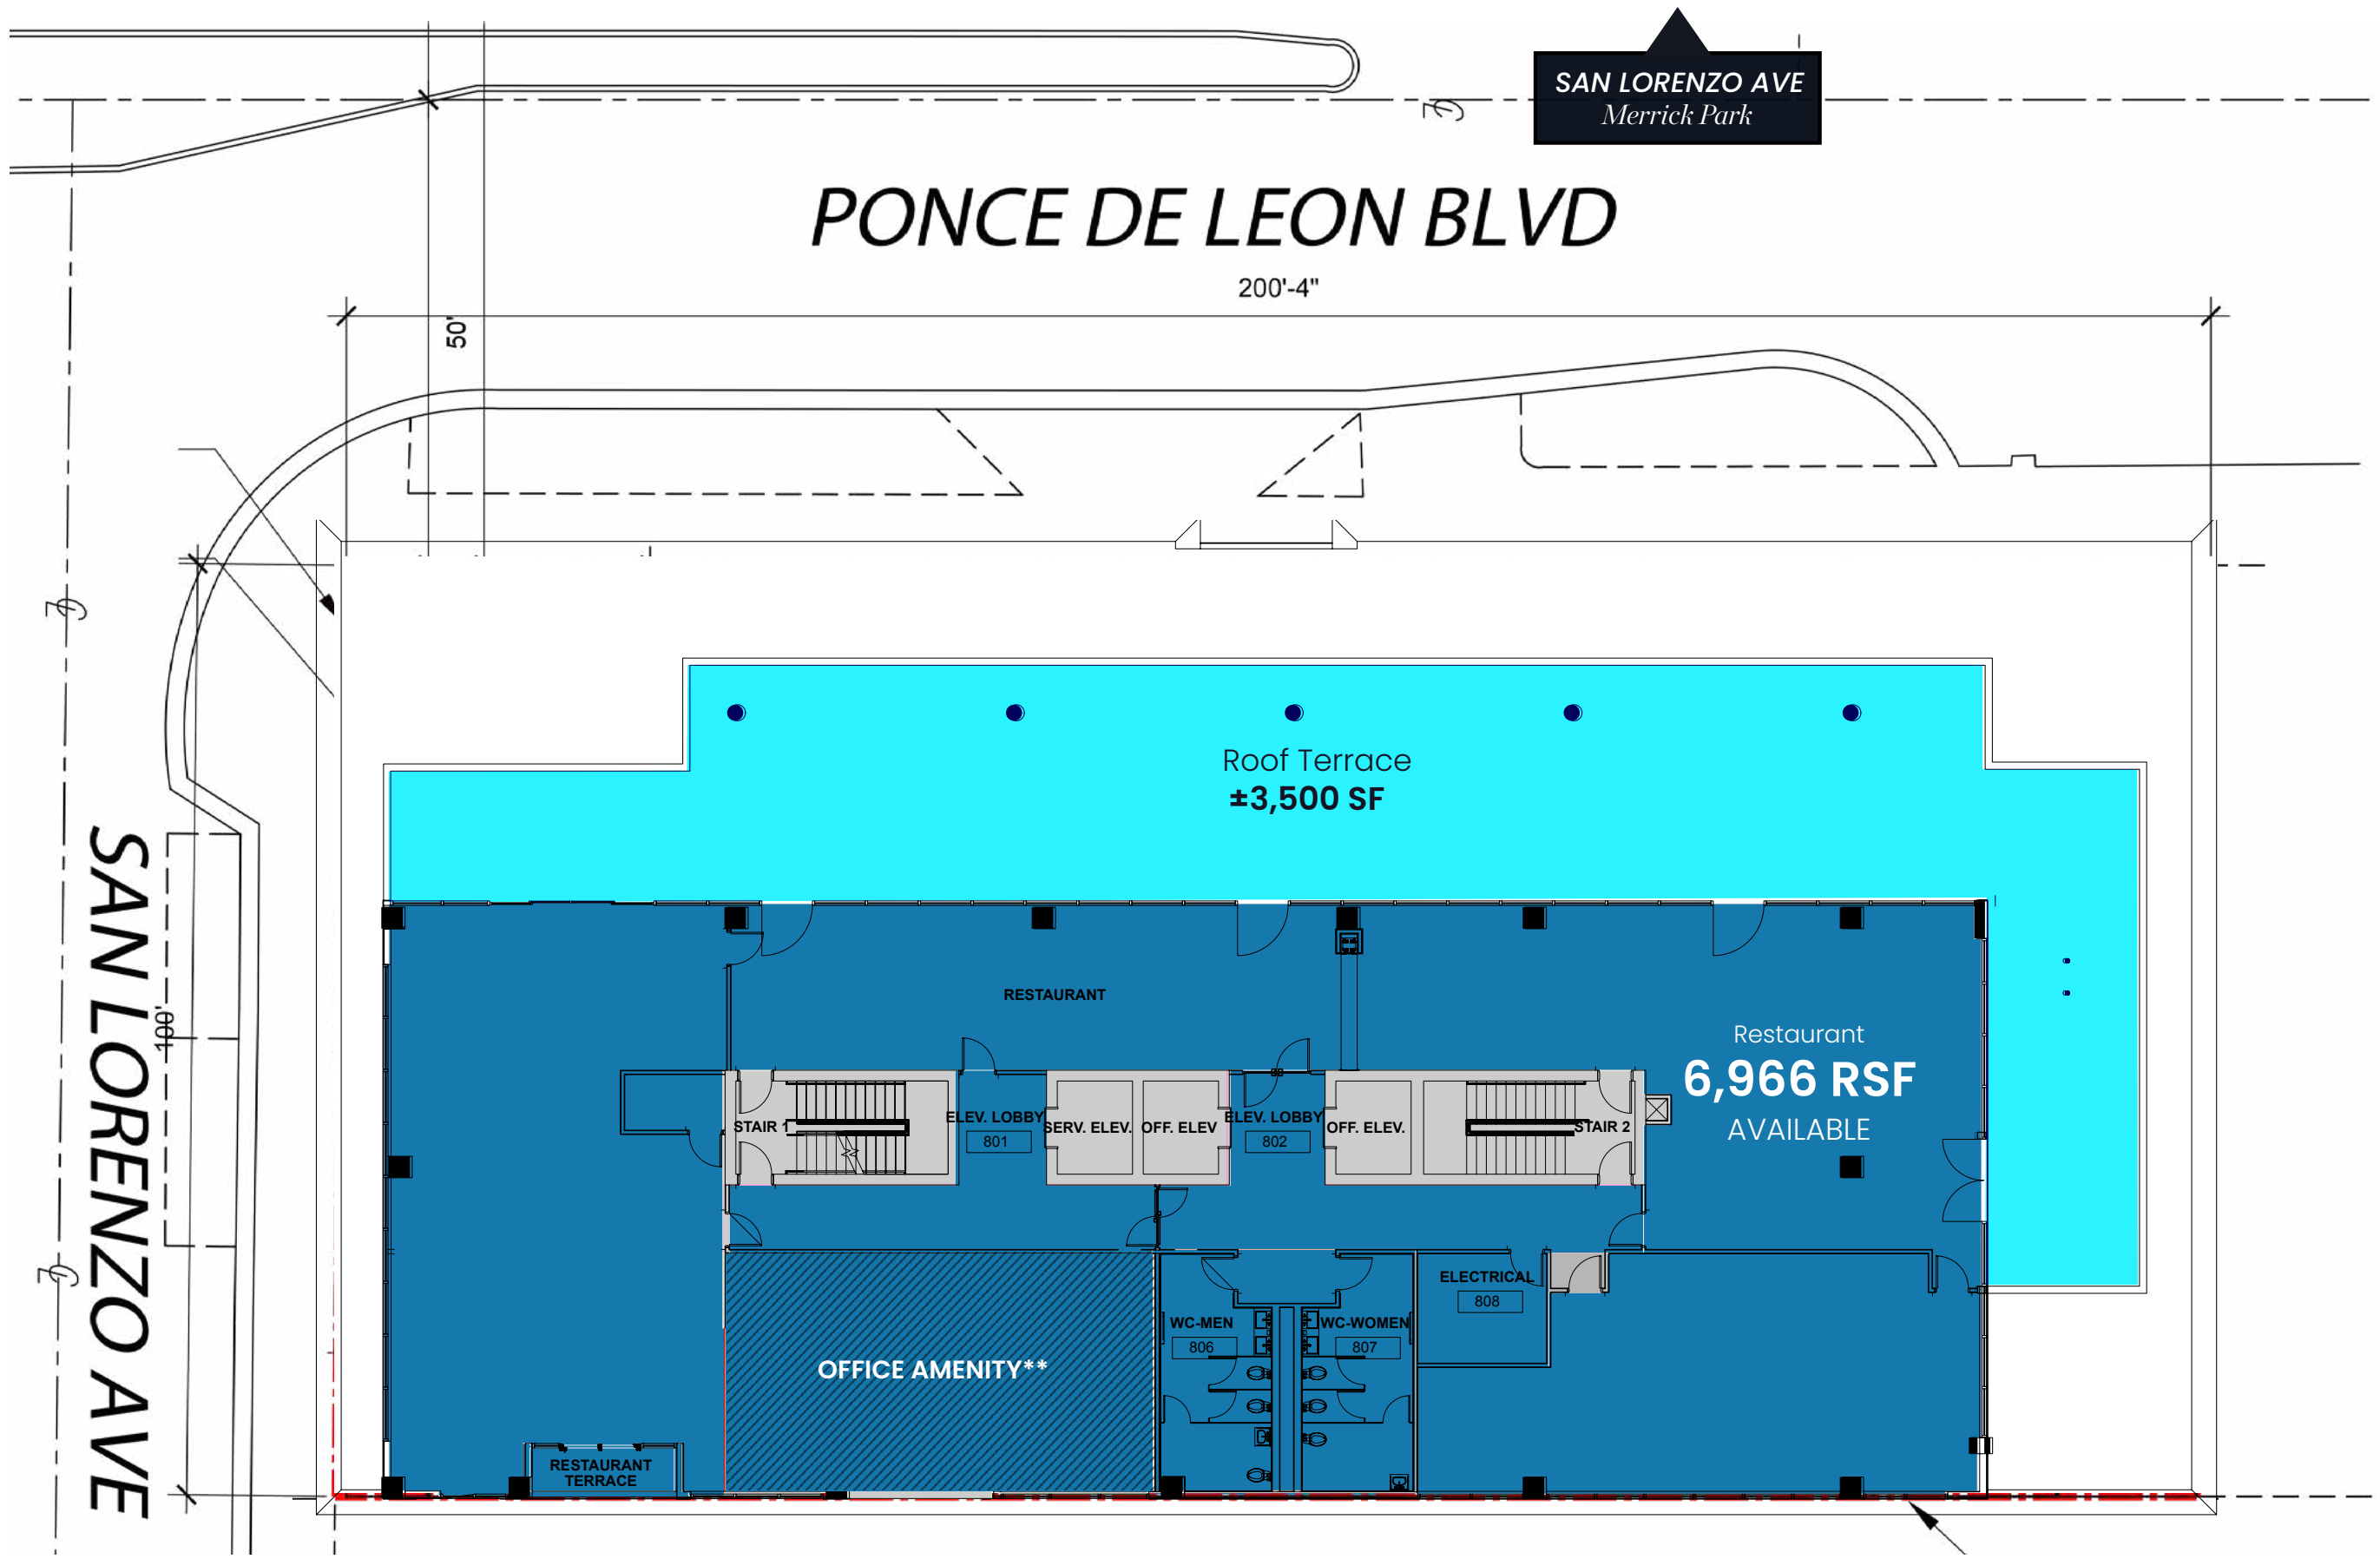 SAN LORENZO AVE
Merrick Park
PONCE DE LEON BLVD
200'-4"
50'
SAN LORENZO AVE
100'
Roof Terrace
±3,500 SF
RESTAURANT
Restaurant
6,966 RSF
AVAILABLE
STAIR 1
ELEV. LOBBY
801
SERV. ELEV.
OFF. ELEV
ELEV. LOBBY
802
OFF. ELEV.
STAIR 2
ELECTRICAL
808
WC-MEN
806
WC-WOMEN
807
OFFICE AMENITY**
RESTAURANT
TERRACE